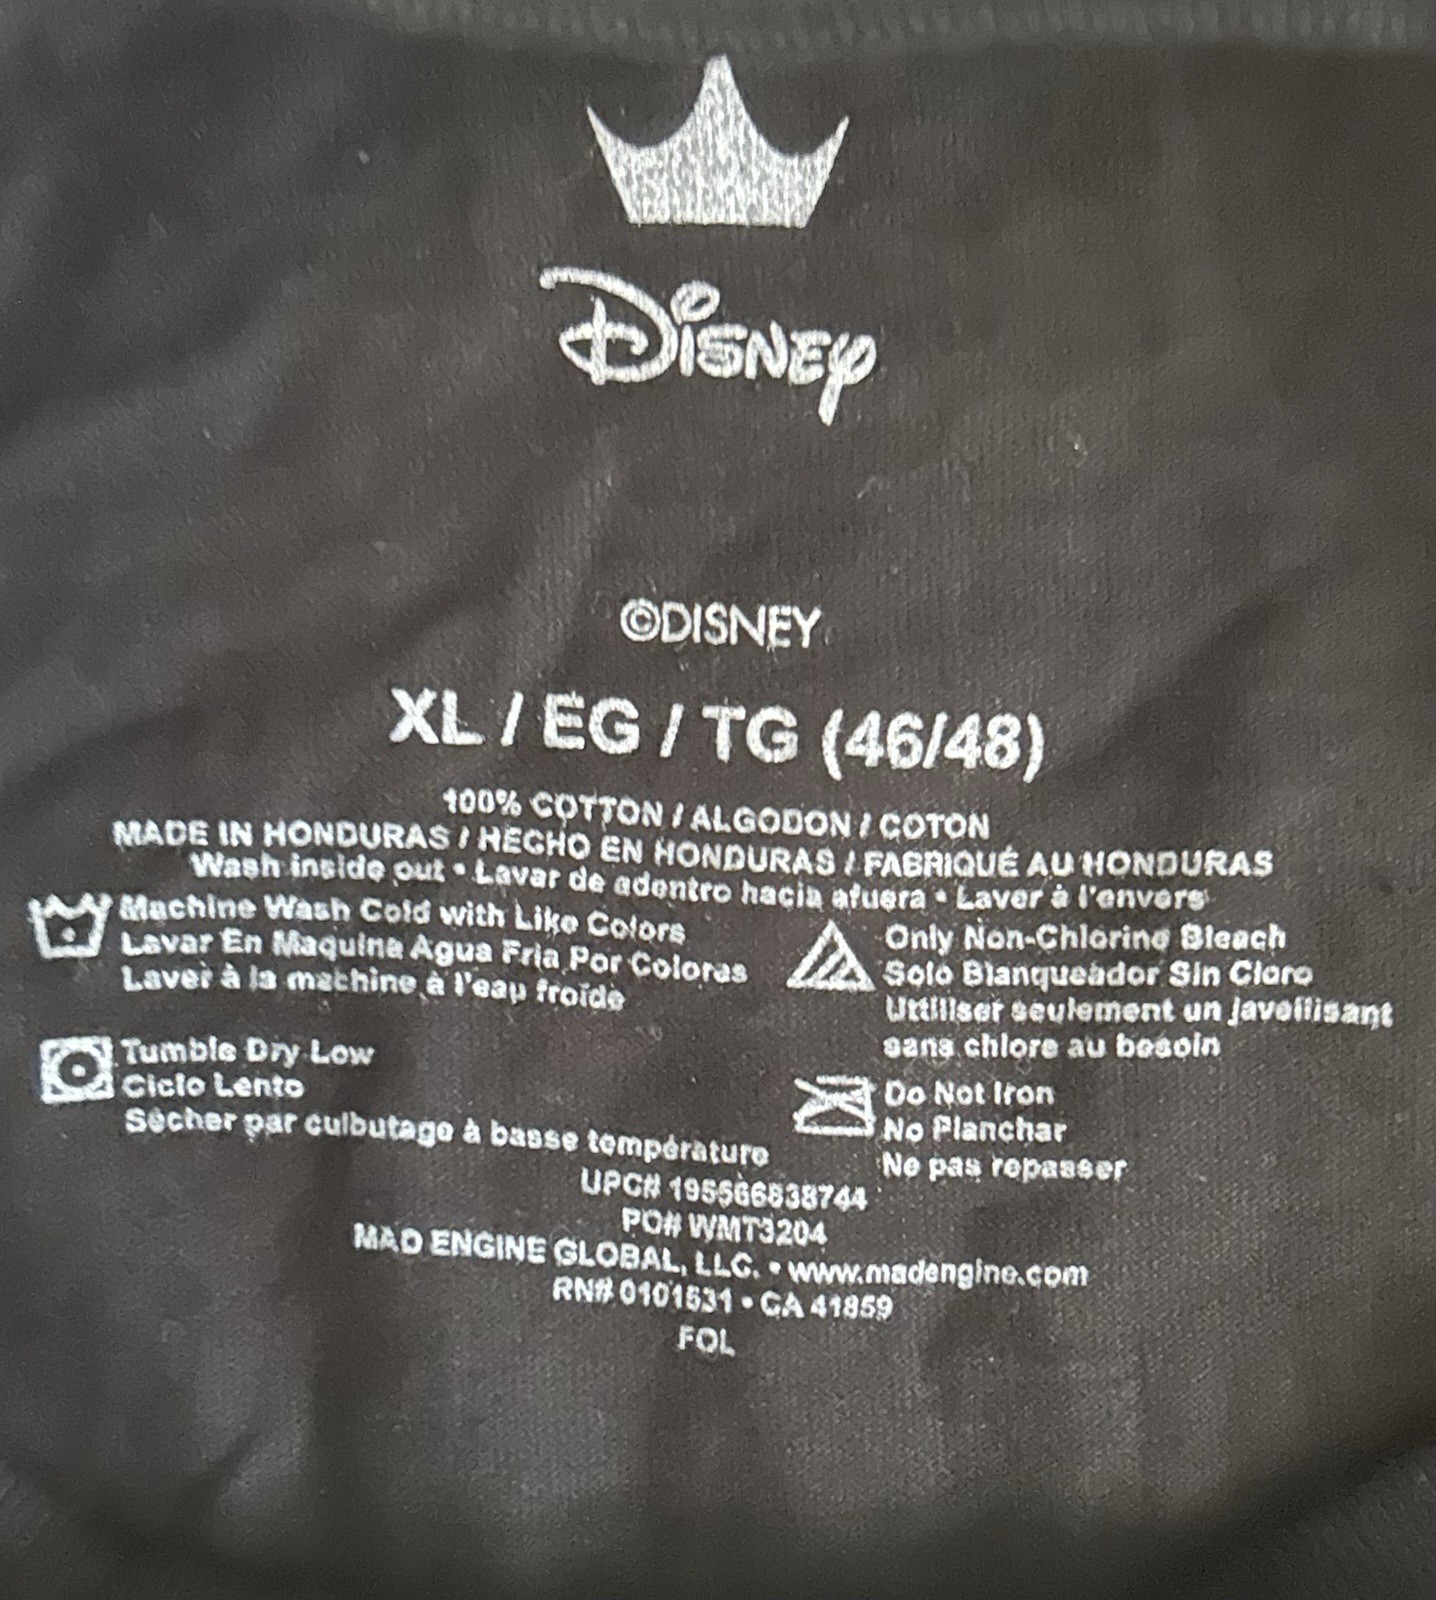 Disney
©DISNEY
XL / EG / TG (46/48)
100% COTTON / ALGODON / COTON
MADE IN HONDURAS / HECHO EN HONDURAS / FABRIQUÉ AU HONDURAS
Wash inside out • Lavar de adentro hacia afuera • Laver à l'envers
Machine Wash Cold with Like Colors
Lavar En Maquina Agua Fria Por Coloras
Laver à la machine à l'eau froide
Only Non-Chlorine Bleach
Solo Blanqueador Sin Cloro
Uttiliser seulement un javellisant
sans chlore au besoin
Tumble Dry Low
Ciclo Lento
Sécher par culbutage à basse température
Do Not Iron
No Planchar
Ne pas repasser
UPC# 195566838744
PO# WMT3204
MAD ENGINE GLOBAL, LLC. • www.madengine.com
RN# 0101531 • CA 41859
FOL